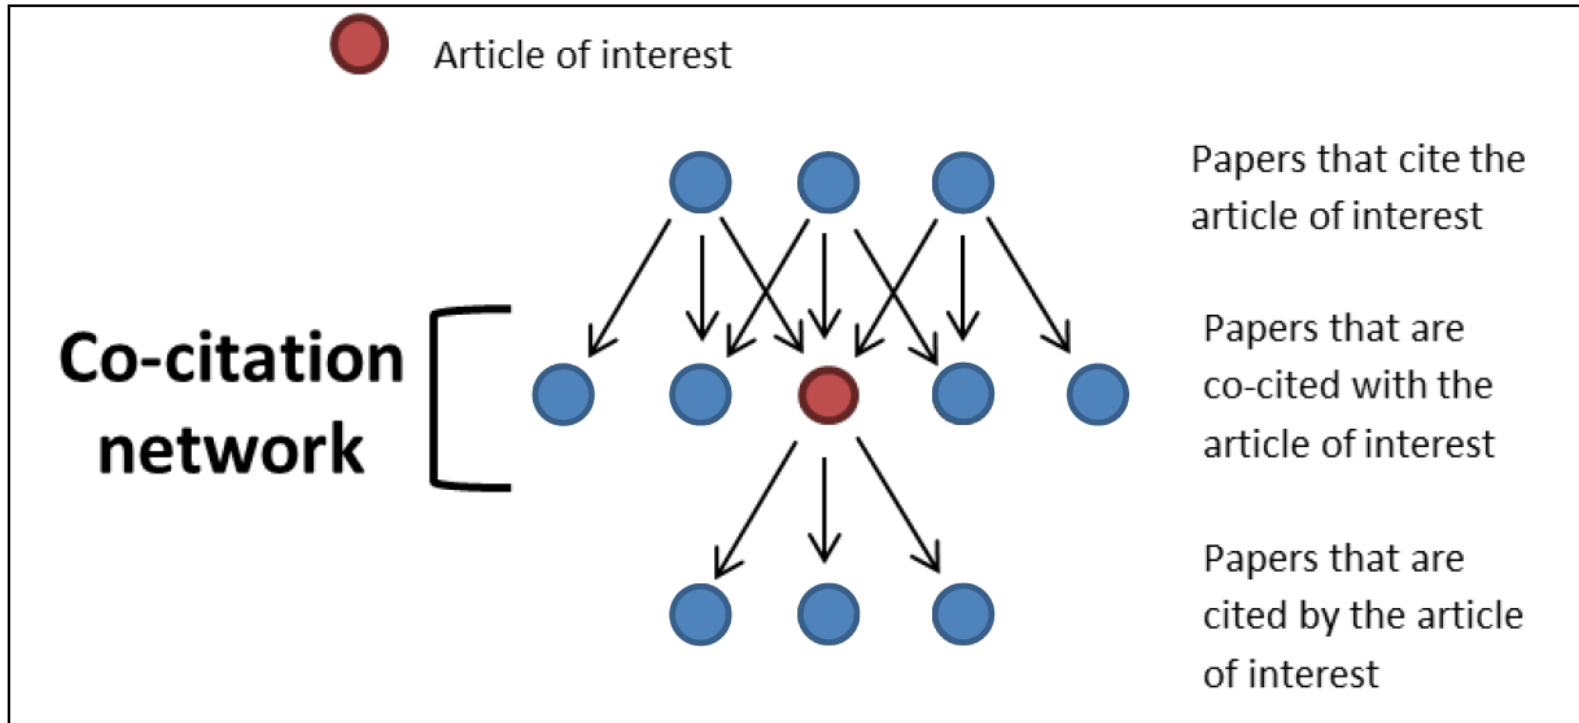 Article of interest
Papers that cite the
article of interest
Co-citation
network
Papers that are
co-cited with the
article of interest
Papers that are
cited by the article
of interest